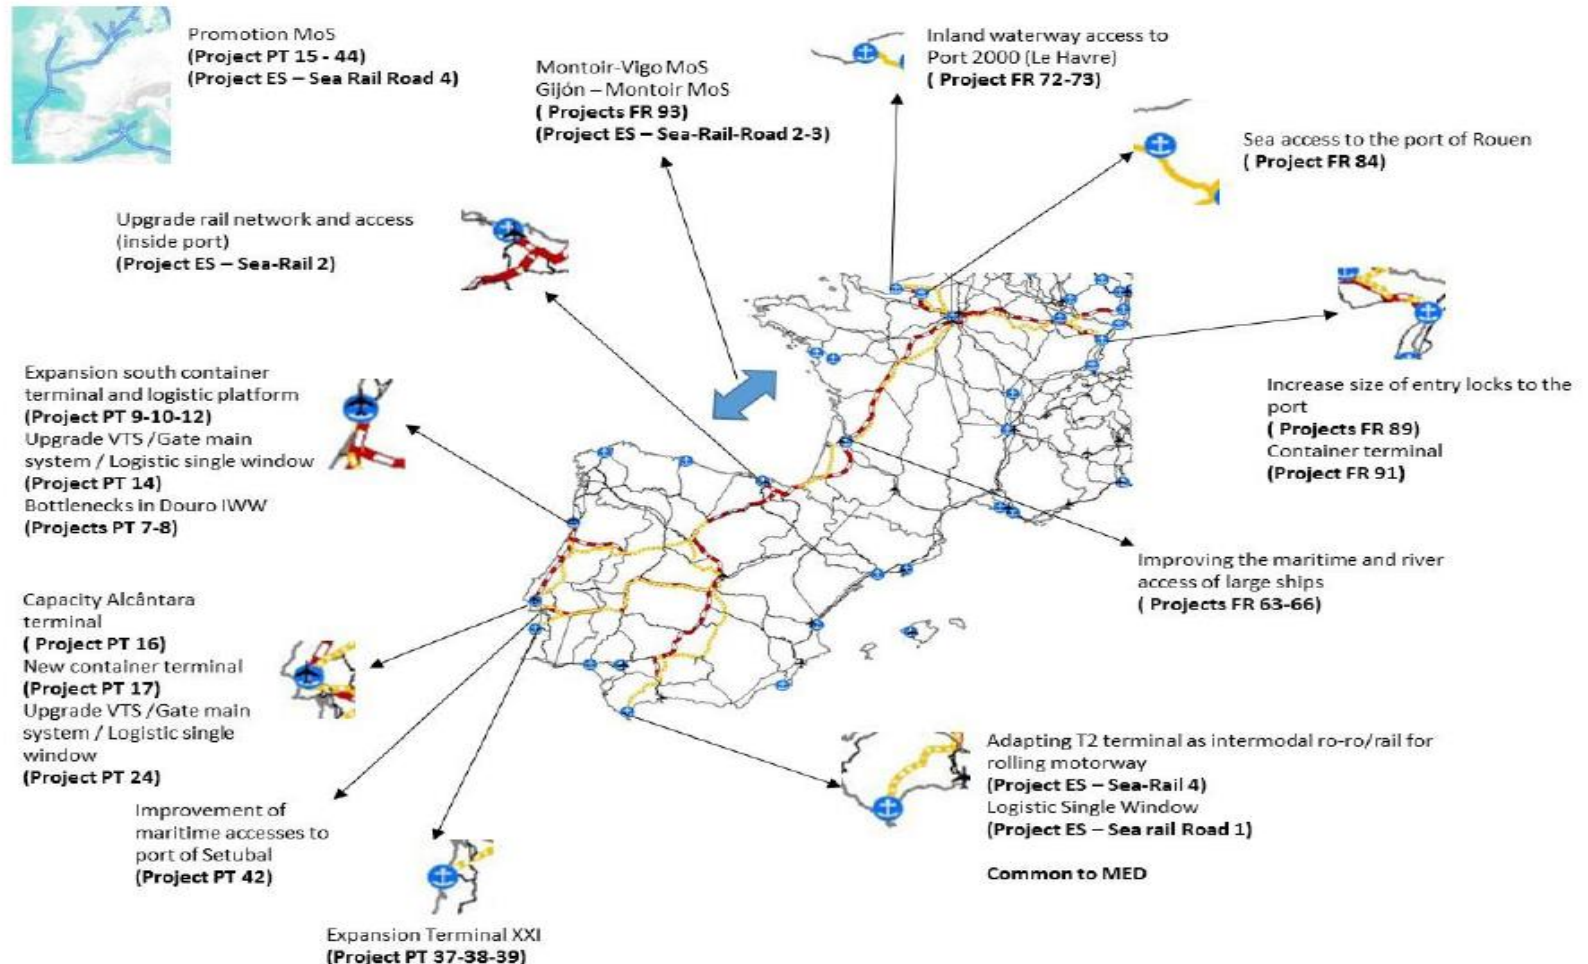 Promotion MoS
(Project PT 15 - 44)
(Project ES – Sea Rail Road 4)
Montoir-Vigo MoS
Gijón – Montoir MoS
( Projects FR 93)
(Project ES – Sea-Rail-Road 2-3)
Inland waterway access to
Port 2000 (Le Havre)
( Project FR 72-73)
Sea access to the port of Rouen
( Project FR 84)
Upgrade rail network and access
(inside port)
(Project ES – Sea-Rail 2)
Expansion south container
terminal and logistic platform
(Project PT 9-10-12)
Upgrade VTS /Gate main
system / Logistic single window
(Project PT 14)
Bottlenecks in Douro IWW
(Projects PT 7-8)
Increase size of entry locks to the
port
( Projects FR 89)
Container terminal
(Project FR 91)
Improving the maritime and river
access of large ships
( Projects FR 63-66)
Capacity Alcântara
terminal
( Project PT 16)
New container terminal
(Project PT 17)
Upgrade VTS /Gate main
system / Logistic single
window
(Project PT 24)
Improvement of
maritime accesses to
port of Setubal
(Project PT 42)
Expansion Terminal XXI
(Project PT 37-38-39)
Adapting T2 terminal as intermodal ro-ro/rail for
rolling motorway
(Project ES – Sea-Rail 4)
Logistic Single Window
(Project ES – Sea rail Road 1)
Common to MED